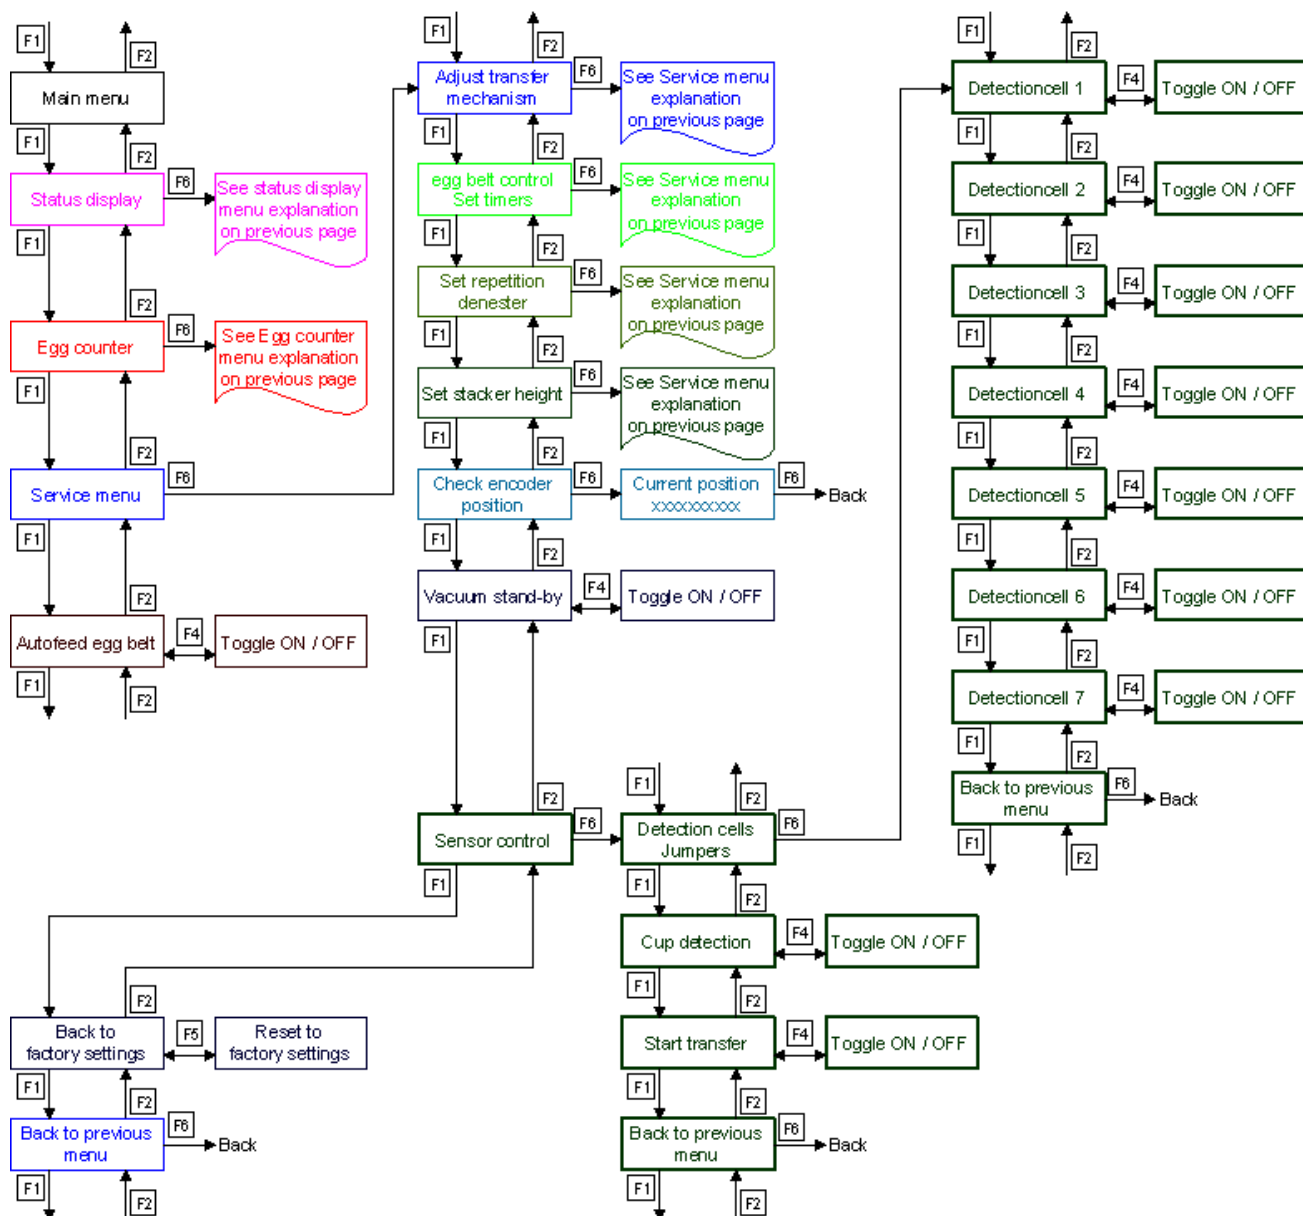 F1
F2
Main menu
F1
F2
Status display
F6
See status display
menu explanation
on previous page
F1
F2
Egg counter
F6
See Egg counter
menu explanation
on previous page
F1
F2
Service menu
F6
F1
F2
Autofeed egg belt
F4
Toggle ON / OFF
F1
F2
F1
F2
Adjust transfer
mechanism
F6
See Service menu
explanation
on previous page
F1
F2
egg belt control
Set timers
F6
See Service menu
explanation
on previous page
F1
F2
Set repetition
denester
F6
See Service menu
explanation
on previous page
F1
F2
Set stacker height
F6
See Service menu
explanation
on previous page
F1
F2
Check encoder
position
F6
Current position
xxxxxxxxxx
F6
Back
F1
F2
Vacuum stand-by
F4
Toggle ON / OFF
F1
F2
Sensor control
F6
F1
F2
Back to
factory settings
F5
Reset to
factory settings
F1
F2
Back to previous
menu
F6
Back
F1
F2
F1
F2
Detection cells
Jumpers
F6
F1
F2
Cup detection
F4
Toggle ON / OFF
F1
F2
Start transfer
F4
Toggle ON / OFF
F1
F2
Back to previous
menu
F6
Back
F1
F2
F1
F2
Detectioncell 1
F4
Toggle ON / OFF
F1
F2
Detectioncell 2
F4
Toggle ON / OFF
F1
F2
Detectioncell 3
F4
Toggle ON / OFF
F1
F2
Detectioncell 4
F4
Toggle ON / OFF
F1
F2
Detectioncell 5
F4
Toggle ON / OFF
F1
F2
Detectioncell 6
F4
Toggle ON / OFF
F1
F2
Detectioncell 7
F4
Toggle ON / OFF
F1
F2
Back to previous
menu
F6
Back
F1
F2